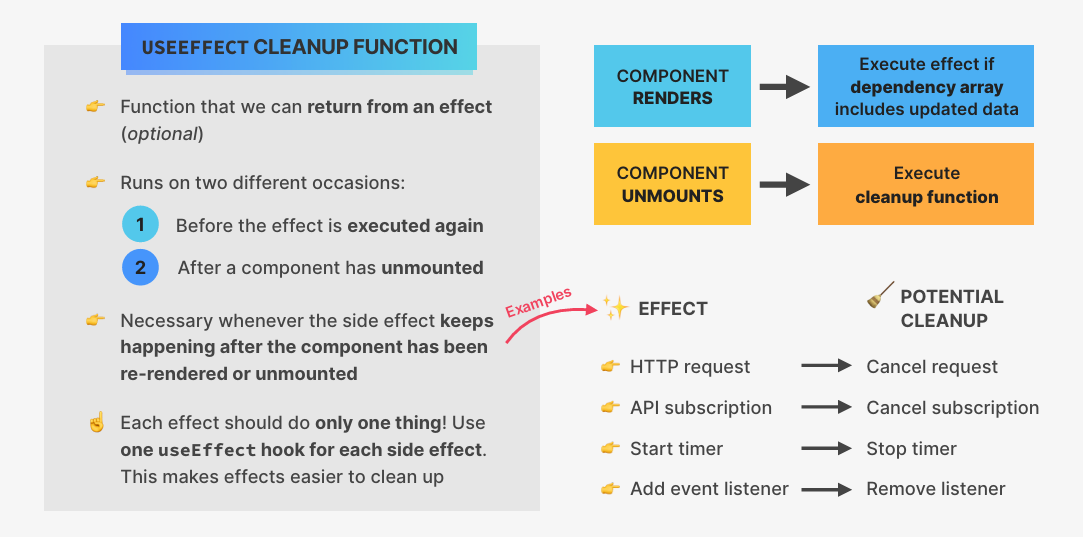 USEEFFECT CLEANUP FUNCTION
Function that we can return from an effect
(optional)
Runs on two different occasions:
1 Before the effect is executed again
2 After a component has unmounted
Necessary whenever the side effect keeps
happening after the component has been
re-rendered or unmounted
Each effect should do only one thing! Use
one useEffect hook for each side effect.
This makes effects easier to clean up
COMPONENT
RENDERS
Execute effect if
dependency array
includes updated data
COMPONENT
UNMOUNTS
Execute
cleanup function
Examples
EFFECT
POTENTIAL
CLEANUP
HTTP request
Cancel request
API subscription
Cancel subscription
Start timer
Stop timer
Add event listener
Remove listener